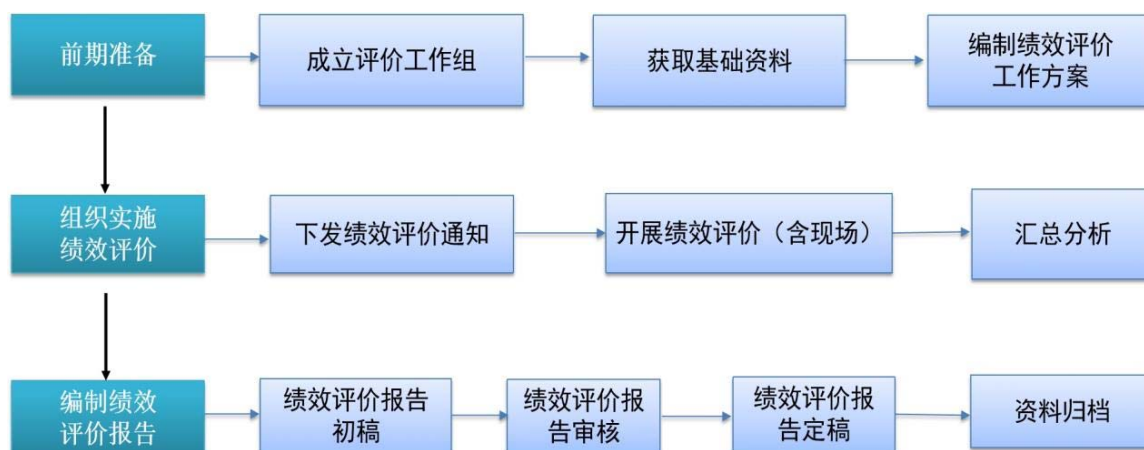 前期准备
成立评价工作组
获取基础资料
编制绩效评价
工作方案
组织实施
绩效评价
下发绩效评价通知
开展绩效评价（含现场）
汇总分析
编制绩效
评价报告
绩效评价报告
初稿
绩效评价报
告审核
绩效评价报
告定稿
资料归档